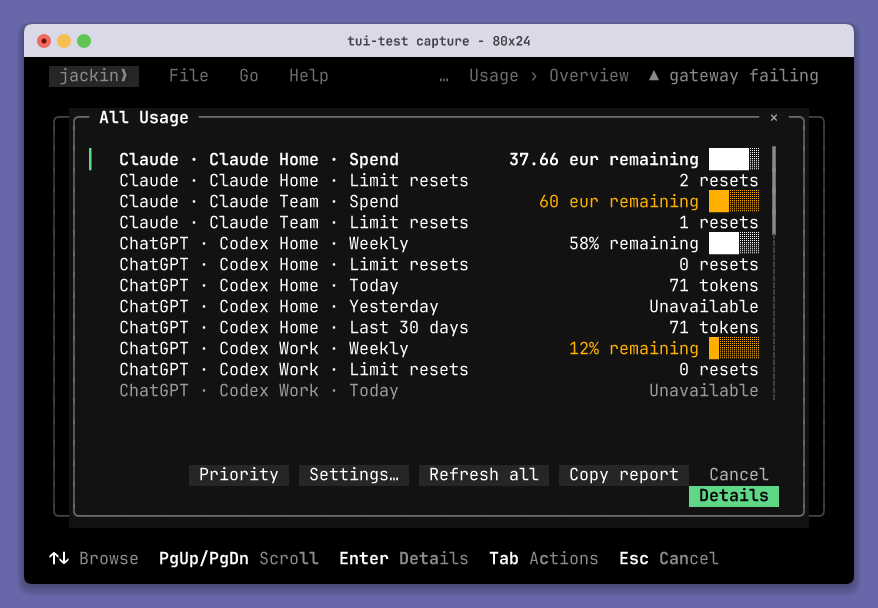 tui-test capture - 80x24
jackin❯ File Go Help … Usage › Overview ▲ gateway failing
All Usage ×
Claude · Claude Home · Spend 37.66 eur remaining
Claude · Claude Home · Limit resets 2 resets
Claude · Claude Team · Spend 60 eur remaining
Claude · Claude Team · Limit resets 1 resets
ChatGPT · Codex Home · Weekly 58% remaining
ChatGPT · Codex Home · Limit resets 0 resets
ChatGPT · Codex Home · Today 71 tokens
ChatGPT · Codex Home · Yesterday Unavailable
ChatGPT · Codex Home · Last 30 days 71 tokens
ChatGPT · Codex Work · Weekly 12% remaining
ChatGPT · Codex Work · Limit resets 0 resets
ChatGPT · Codex Work · Today Unavailable
Priority Settings… Refresh all Copy report Cancel
Details
↑↓ Browse PgUp/PgDn Scroll Enter Details Tab Actions Esc Cancel